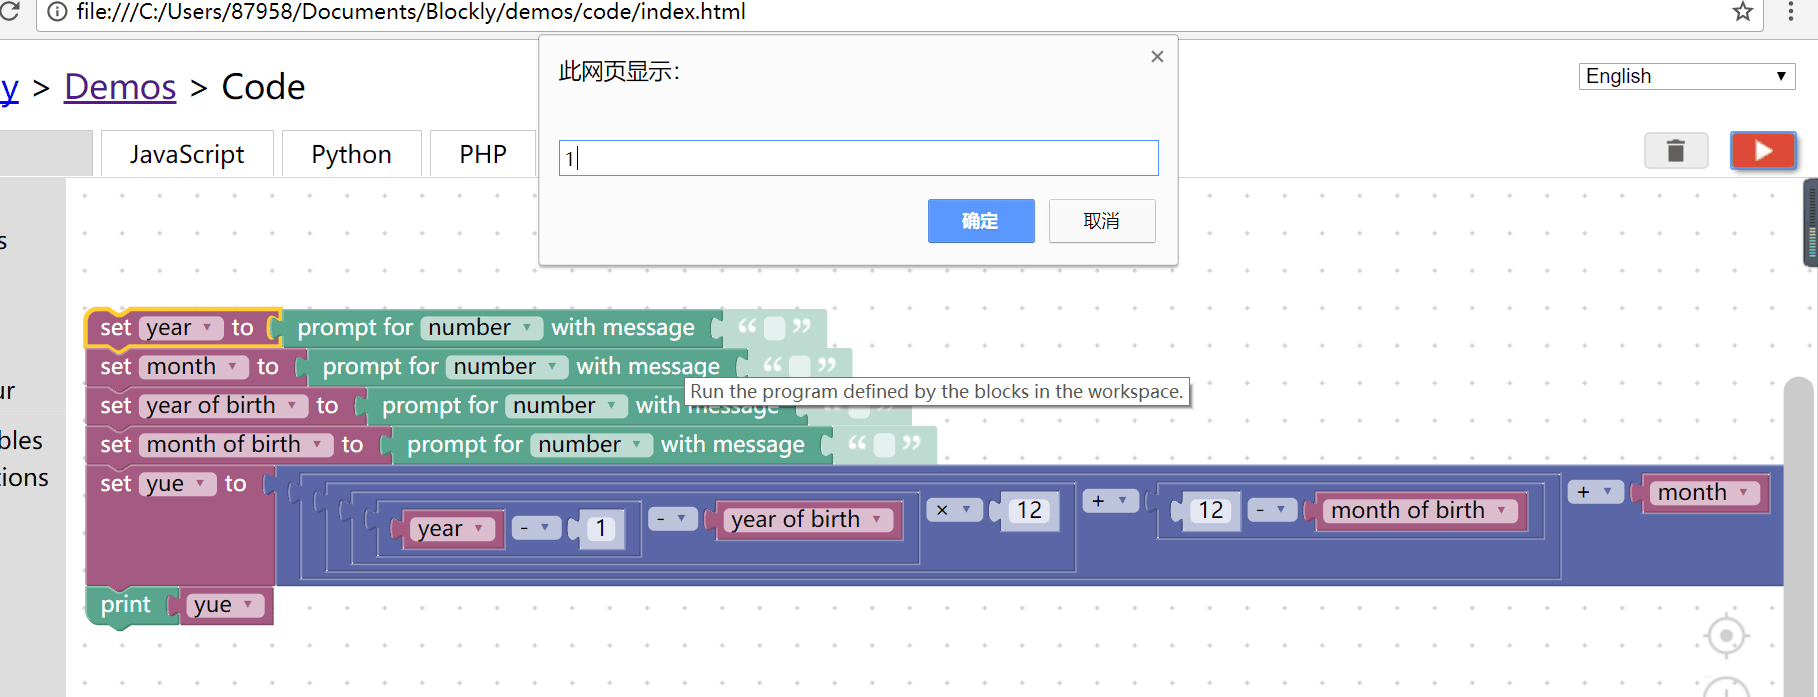 file:///C:/Users/87958/Documents/Blockly/demos/code/index.html
此网页显示：
y > Demos > Code
English
1
JavaScript Python PHP
确定 取消
s
set year to prompt for number with message “ ”
set month to prompt for number with message “ ”
Run the program defined by the blocks in the workspace.
ur
set year of birth to prompt for number with message
bles
set month of birth to prompt for number with message “ ”
ions
set yue to year - 1 - year of birth × 12 + 12 - month of birth + month
print yue